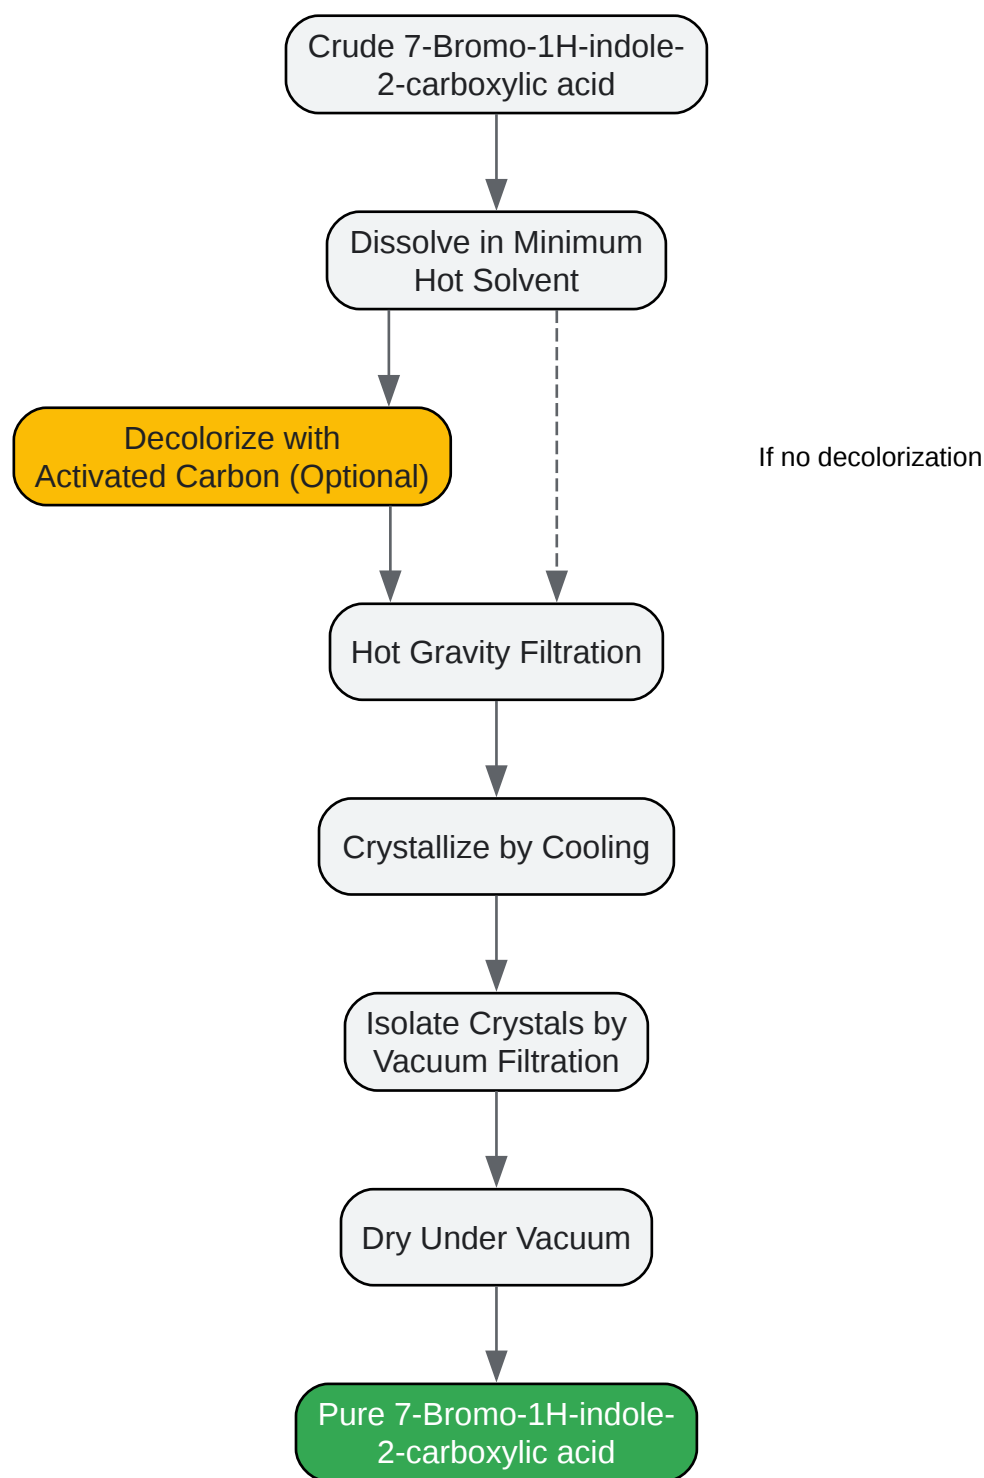 Crude 7-Bromo-1H-indole-
2-carboxylic acid
Dissolve in Minimum
Hot Solvent
Decolorize with
Activated Carbon (Optional)
If no decolorization
Hot Gravity Filtration
Crystallize by Cooling
Isolate Crystals by
Vacuum Filtration
Dry Under Vacuum
Pure 7-Bromo-1H-indole-
2-carboxylic acid